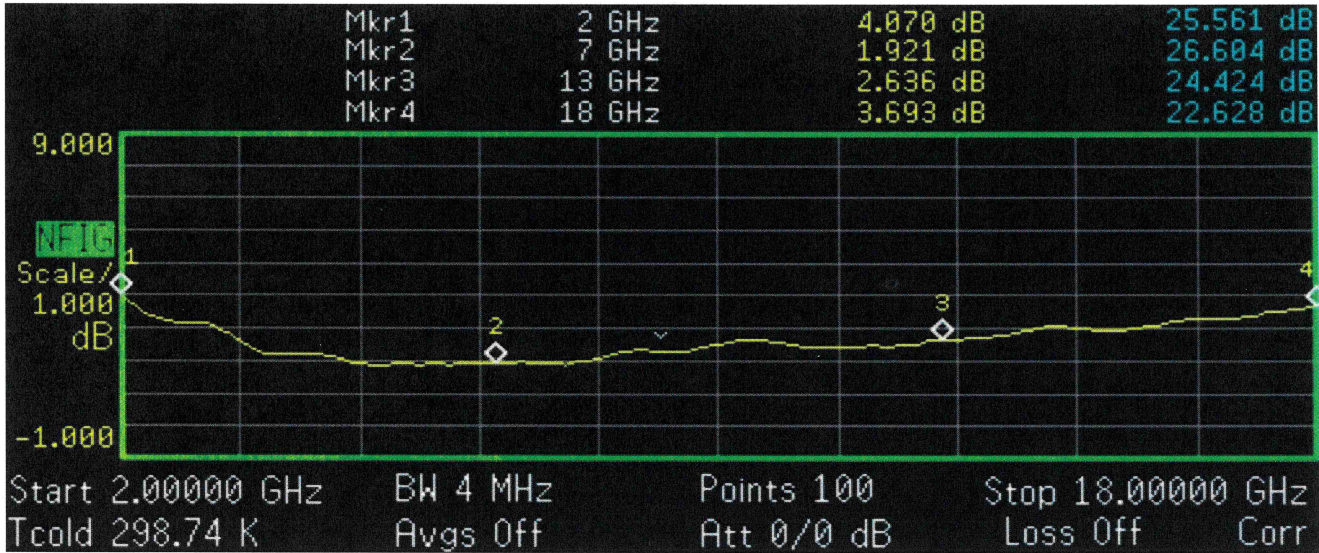 Mkr1 2 GHz 4.070 dB 25.561 dB
Mkr2 7 GHz 1.921 dB 26.604 dB
Mkr3 13 GHz 2.636 dB 24.424 dB
Mkr4 18 GHz 3.693 dB 22.628 dB
9.000
NFIG
1
Scale/
4
1.000
3
dB
2
-1.000
Start 2.00000 GHz BW 4 MHz Points 100 Stop 18.00000 GHz
Tcold 298.74 K Avgs Off Att 0/0 dB Loss Off Corr